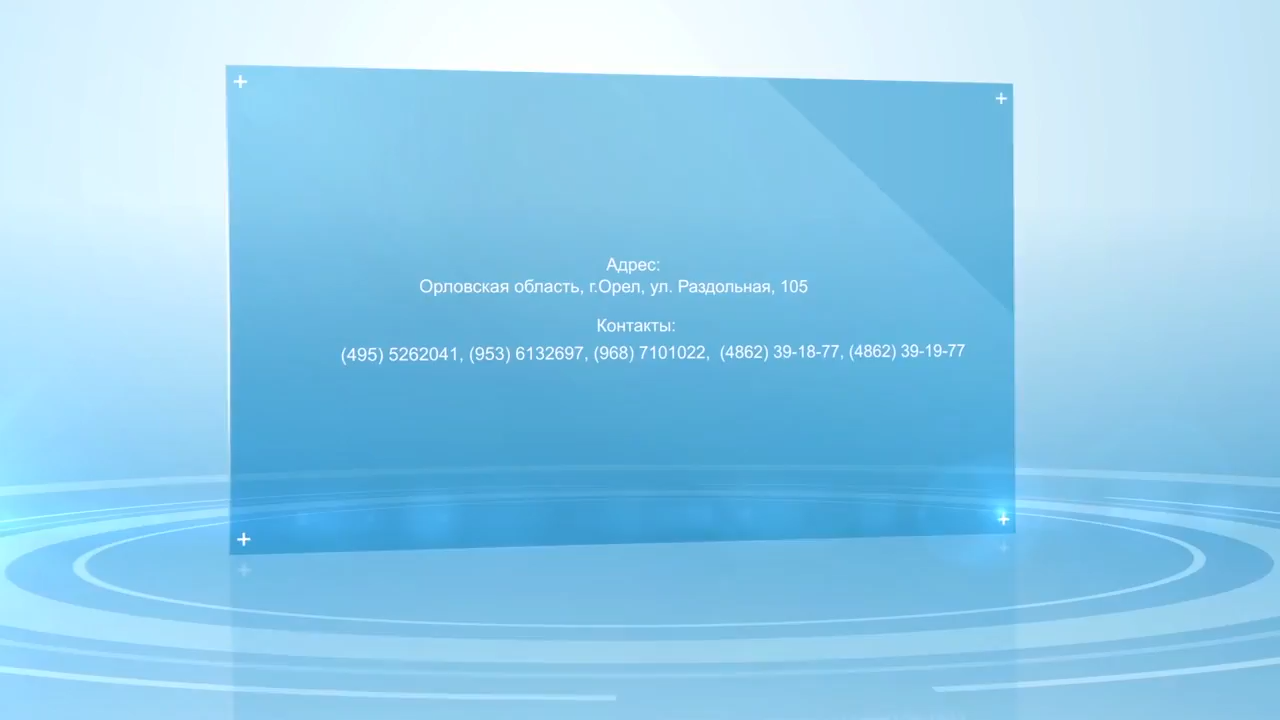 Адрес:
Орловская область, г.Орел, ул. Раздольная, 105
Контакты:
(495) 5262041, (953) 6132697, (968) 7101022,  (4862) 39-18-77, (4862) 39-19-77